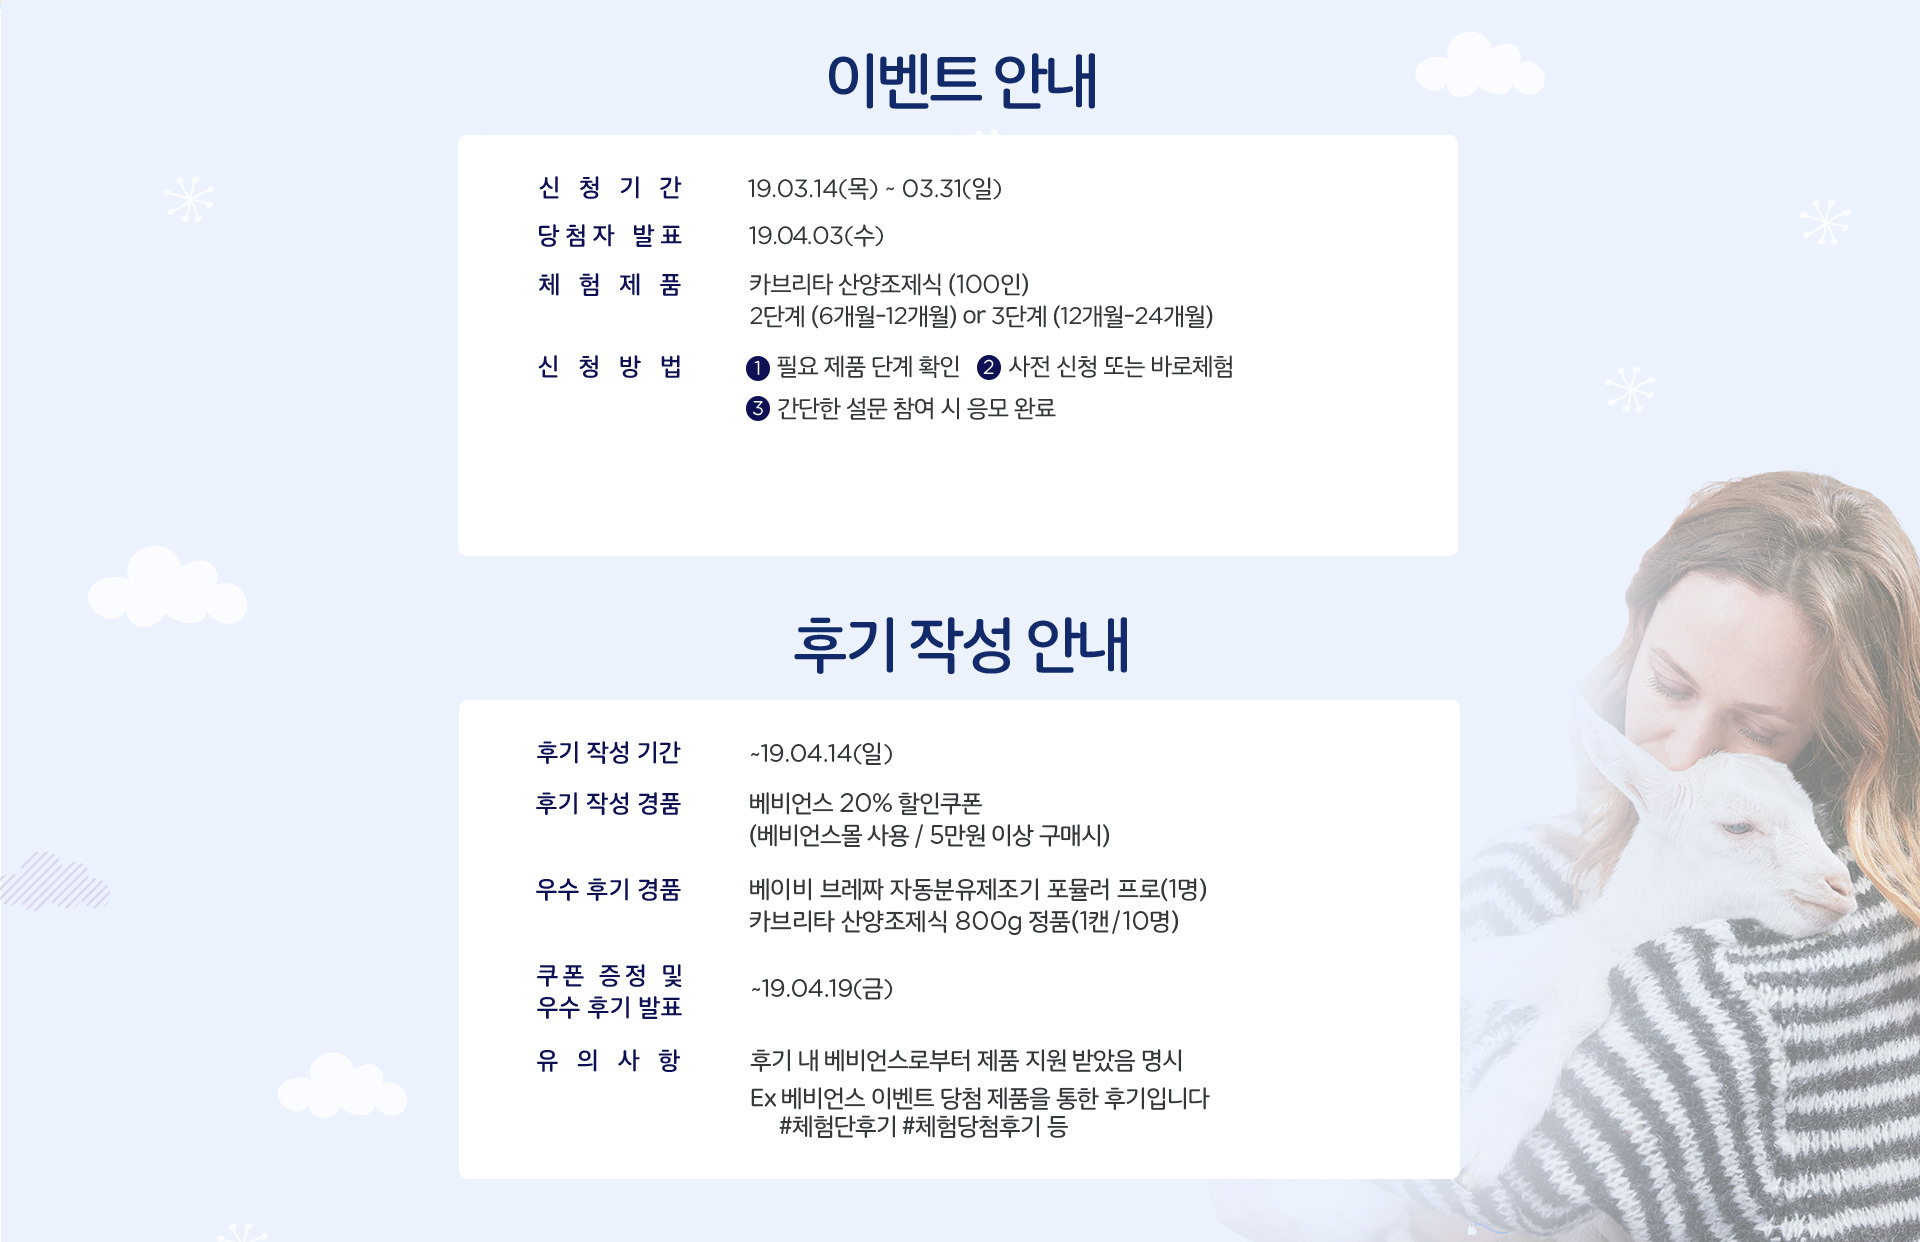 이벤트 안내
신청기간 19.03.14(목) ~ 03.31(일)
당첨자 발표 19.04.03(수)
체험제품 카브리타 산양조제식 (100인)
2단계 (6개월-12개월) or 3단계 (12개월-24개월)
신청방법 1 필요 제품 단계 확인 2 사전 신청 또는 바로체험
3 간단한 설문 참여 시 응모 완료
후기 작성 안내
후기 작성 기간 ~19.04.14(일)
후기 작성 경품 베비언스 20% 할인쿠폰
(베비언스몰 사용 / 5만원 이상 구매시)
우수 후기 경품 베이비 브레짜 자동분유제조기 포뮬러 프로(1명)
카브리타 산양조제식 800g 정품(1캔/10명)
쿠폰 증정 및
우수 후기 발표 ~19.04.19(금)
유의사항 후기 내 베비언스로부터 제품 지원 받았음 명시
Ex 베비언스 이벤트 당첨 제품을 통한 후기입니다
#체험단후기 #체험당첨후기 등